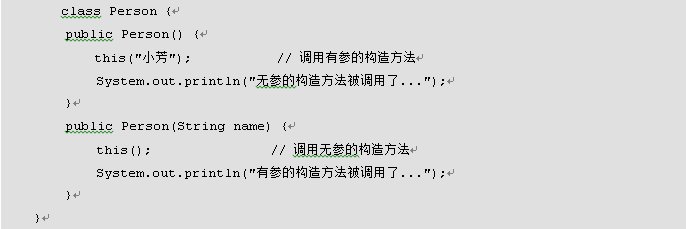 class Person {
public Person() {
this("小芳"); // 调用有参的构造方法
System.out.println("无参的构造方法被调用了...");
}
public Person(String name) {
this(); // 调用无参的构造方法
System.out.println("有参的构造方法被调用了...");
}
}